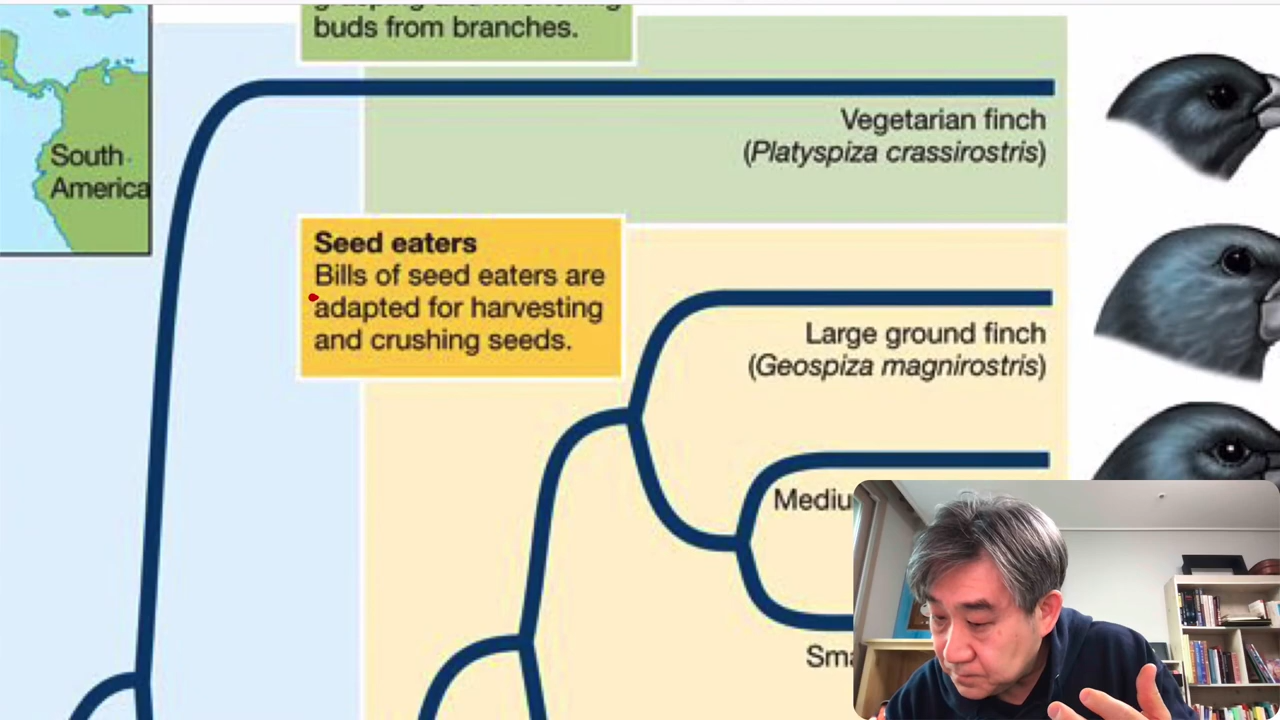 buds from branches.
South
America
Vegetarian finch
(Platyspiza crassirostris)
Seed eaters
Bills of seed eaters are
adapted for harvesting
and crushing seeds.
Large ground finch
(Geospiza magnirostris)